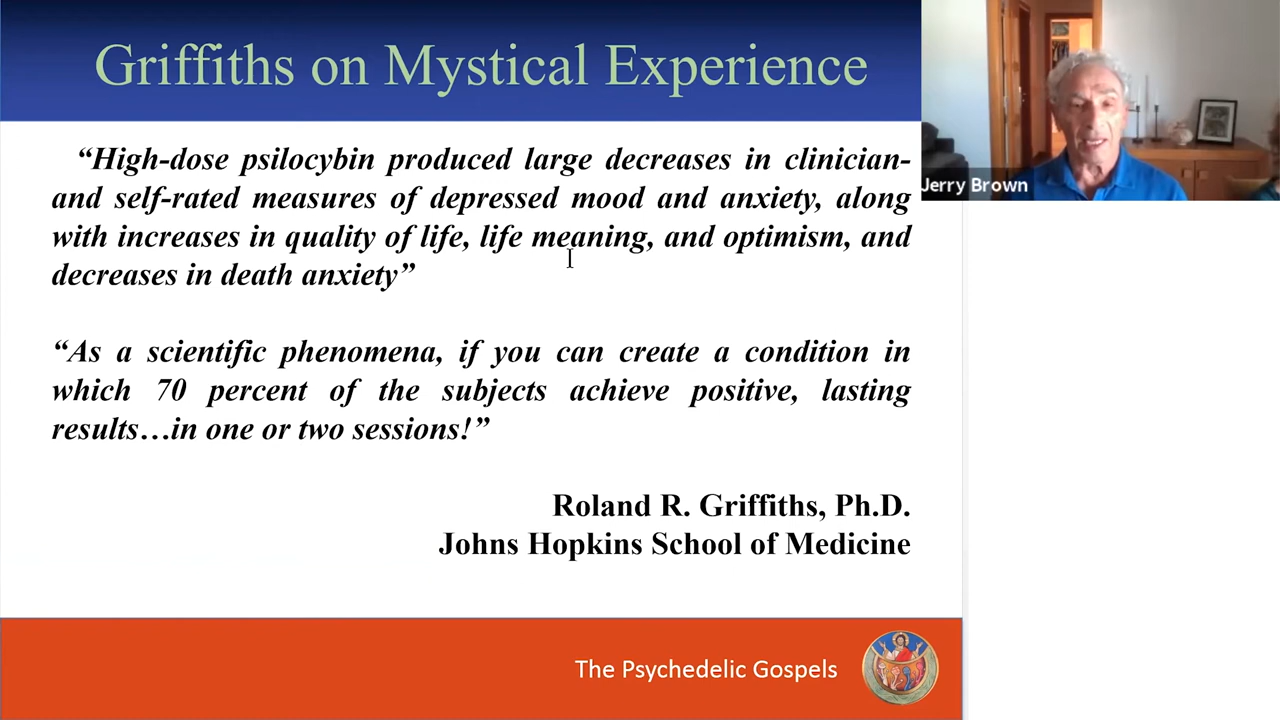 Griffiths on Mystical Experience
“High-dose psilocybin produced large decreases in clinician-
and self-rated measures of depressed mood and anxiety, along
with increases in quality of life, life meaning, and optimism, and
decreases in death anxiety”
“As a scientific phenomena, if you can create a condition in
which 70 percent of the subjects achieve positive, lasting
results…in one or two sessions!”
Roland R. Griffiths, Ph.D.
Johns Hopkins School of Medicine
The Psychedelic Gospels
Jerry Brown